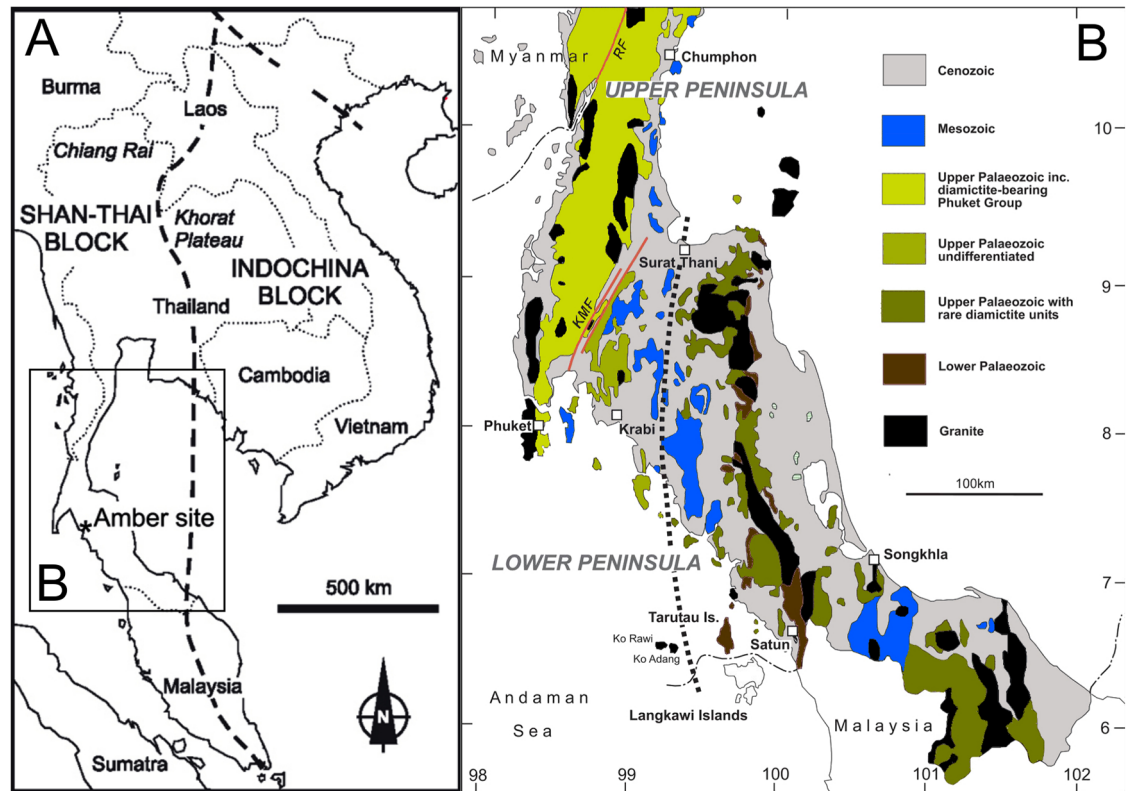 A
Burma
Laos
Chiang Rai
SHAN-THAI
BLOCK
Khorat
Plateau
INDOCHINA
BLOCK
Thailand
Cambodia
Vietnam
*Amber site
B
500 km
N
Malaysia
Sumatra
B
Myanmar
RF
Chumphon
UPPER PENINSULA
Surat Thani
KMF
Phuket
Krabi
LOWER PENINSULA
Songkhla
Tarutau Is.
Ko Rawi
Ko Adang
Satun
Andaman
Sea
Langkawi Islands
Malaysia
Cenozoic
Mesozoic
Upper Palaeozoic inc.
diamictite-bearing
Phuket Group
Upper Palaeozoic
undifferentiated
Upper Palaeozoic with
rare diamictite units
Lower Palaeozoic
Granite
100km
10
9
8
7
6
98
99
100
101
102